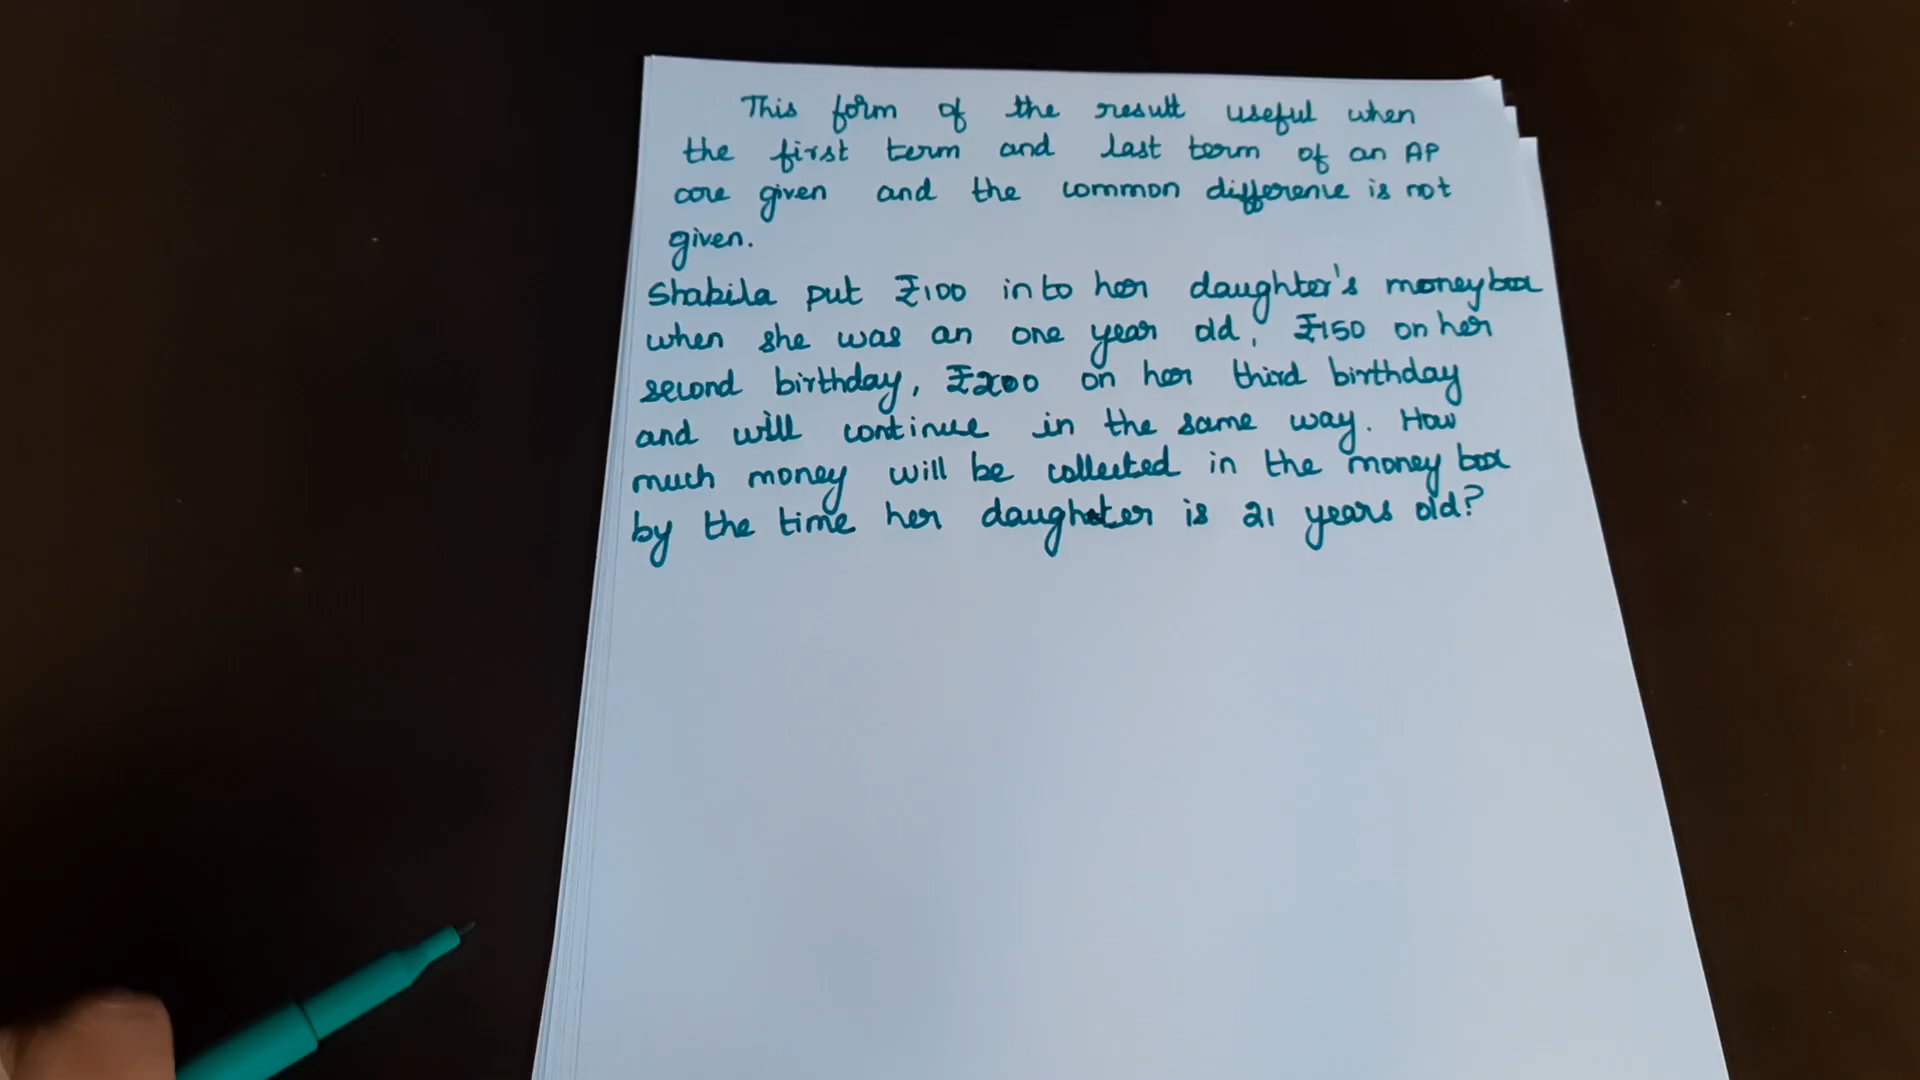 This form of the result useful when
the first term and last term of an AP
are given and the common difference is not
given.
Shabila put ₹100 into her daughter's moneybox
when she was an one year old, ₹150 on her
second birthday, ₹200 on her third birthday
and will continue in the same way. How
much money will be collected in the money box
by the time her daughter is 21 years old?